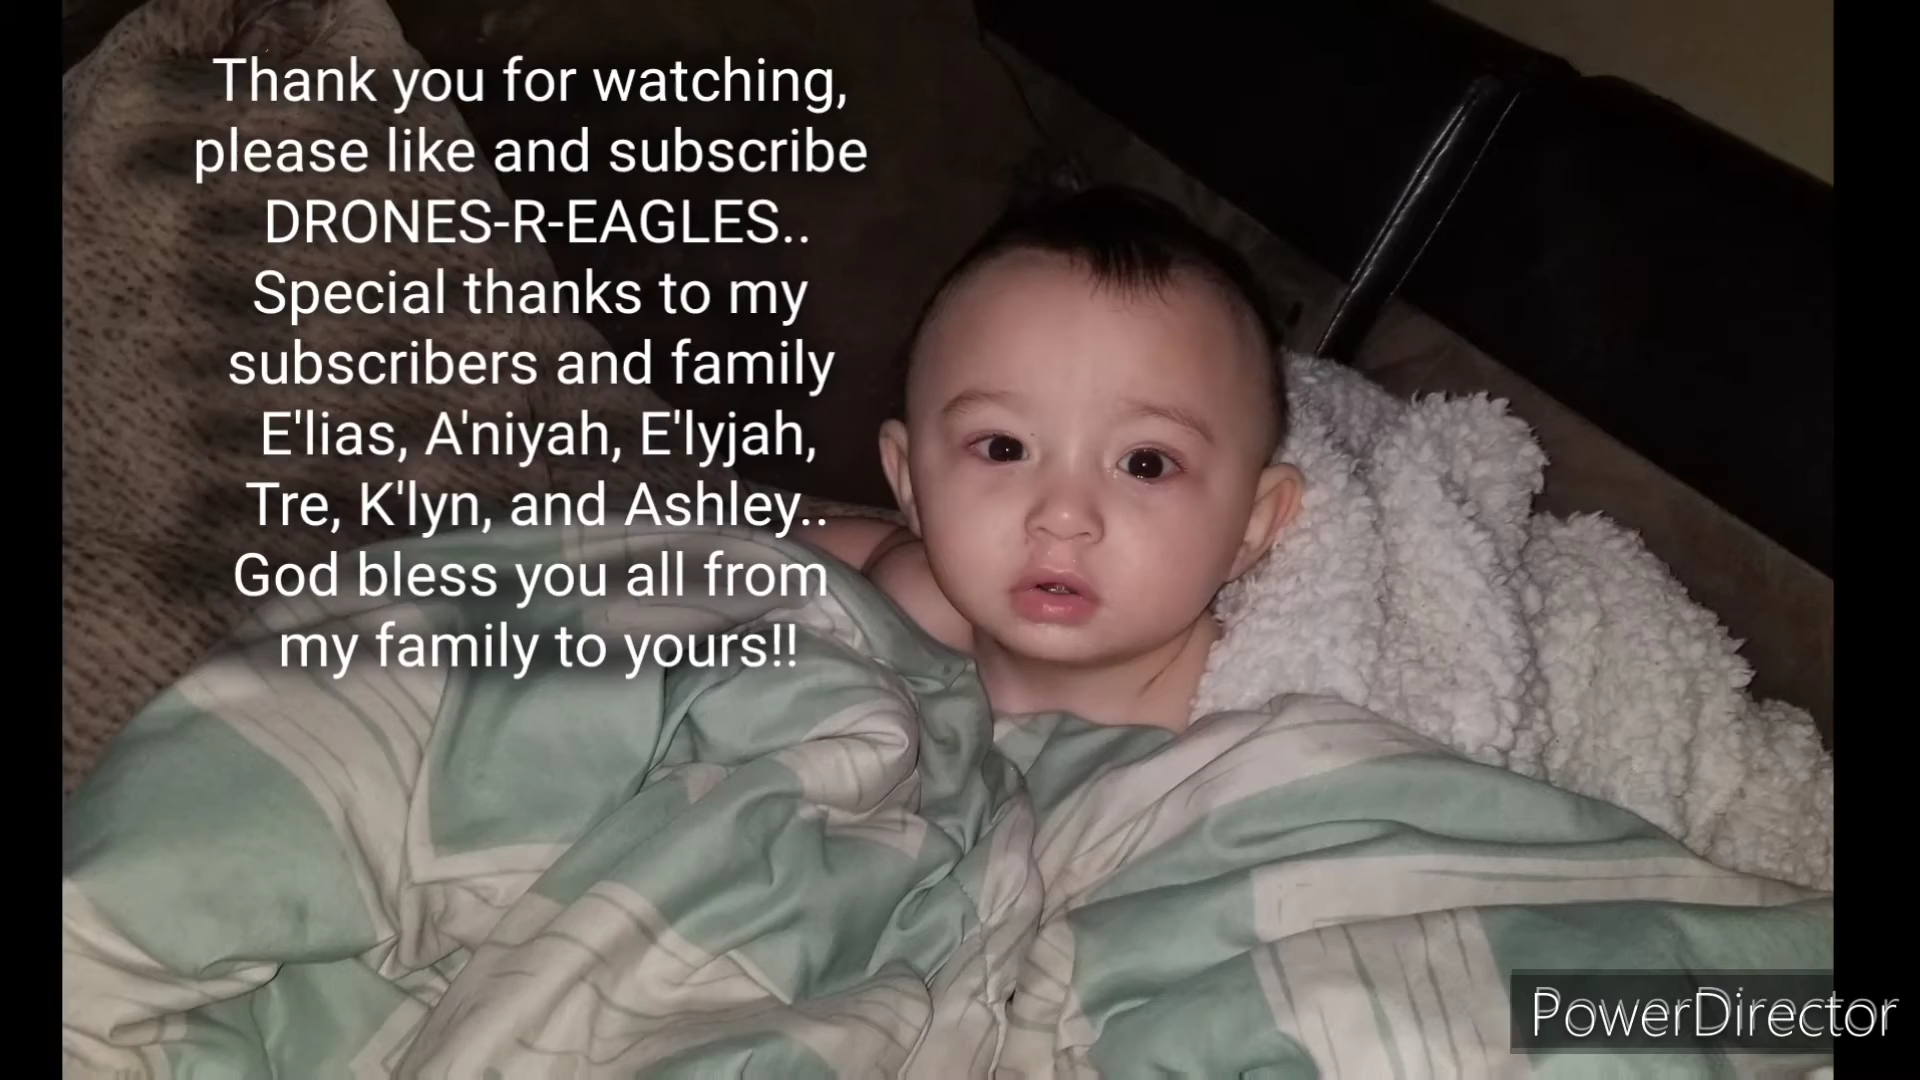 Thank you for watching,
please like and subscribe
DRONES-R-EAGLES..
Special thanks to my
subscribers and family
E'lias, A'niyah, E'lyjah,
Tre, K'lyn, and Ashley..
God bless you all from
my family to yours!!
PowerDirector